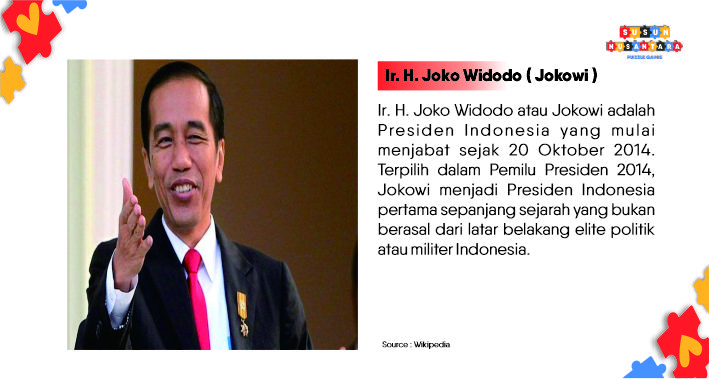 SUSUN
NUSANTARA
PUZZLE GAME
Ir. H. Joko Widodo ( Jokowi )
Ir. H. Joko Widodo atau Jokowi adalah
Presiden Indonesia yang mulai
menjabat sejak 20 Oktober 2014.
Terpilih dalam Pemilu Presiden 2014,
Jokowi menjadi Presiden Indonesia
pertama sepanjang sejarah yang bukan
berasal dari latar belakang elite politik
atau militer Indonesia.
Source : Wikipedia